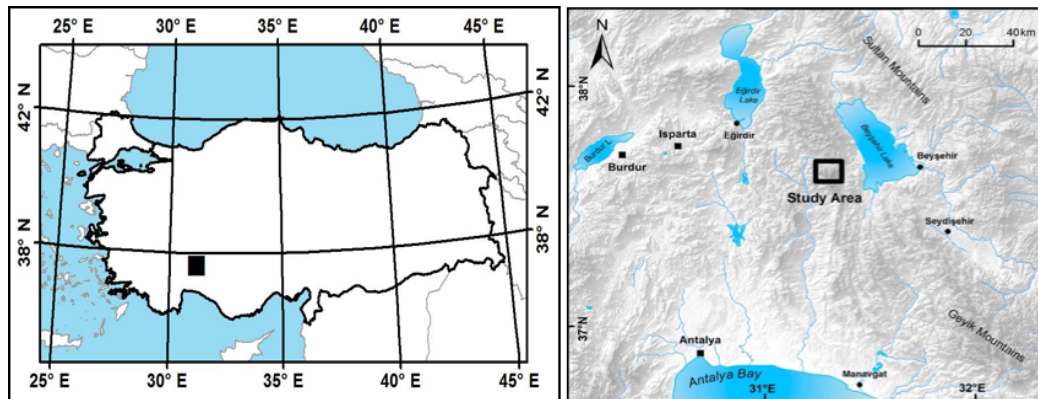 25° E 30° E 35° E 40° E 45° E
42° N
42° N
38° N
38° N
25° E 30° E 35° E 40° E 45° E
N
0 20 40 km
38°N
Sultan Mountains
Eğirdir
Lake
Eğirdir
Isparta
Burdur L.
Burdur
Beyşehir Lake
Beyşehir
Study Area
Seydişehir
37°N
Geyik Mountains
Antalya
Antalya Bay
Manavgat
31°E
32°E